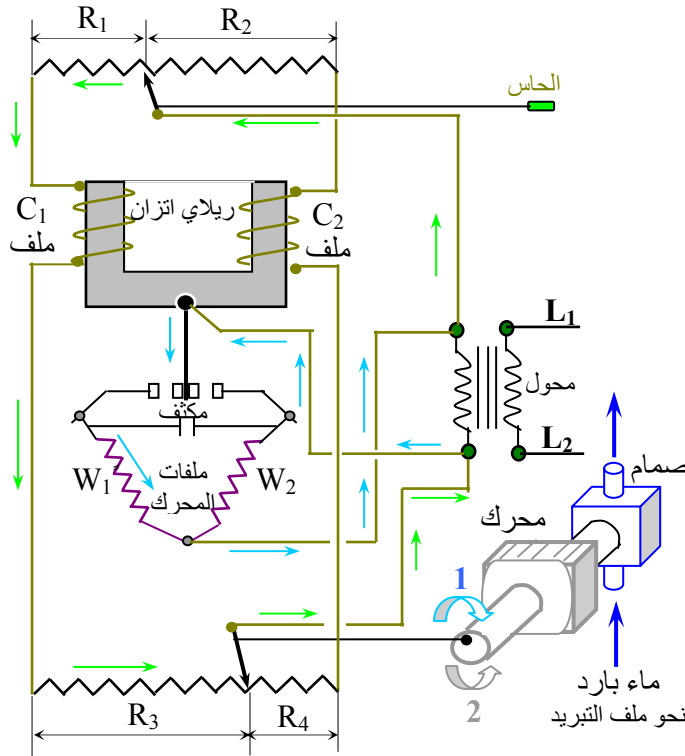 R1
R2
الحاس
C1
ملف
ريلاي اتزان
C2
ملف
L1
محول
L2
مكثف
W1
ملفات
المحرك
W2
صمام
محرك
1
2
ماء بارد
نحو ملف التبريد
R3
R4